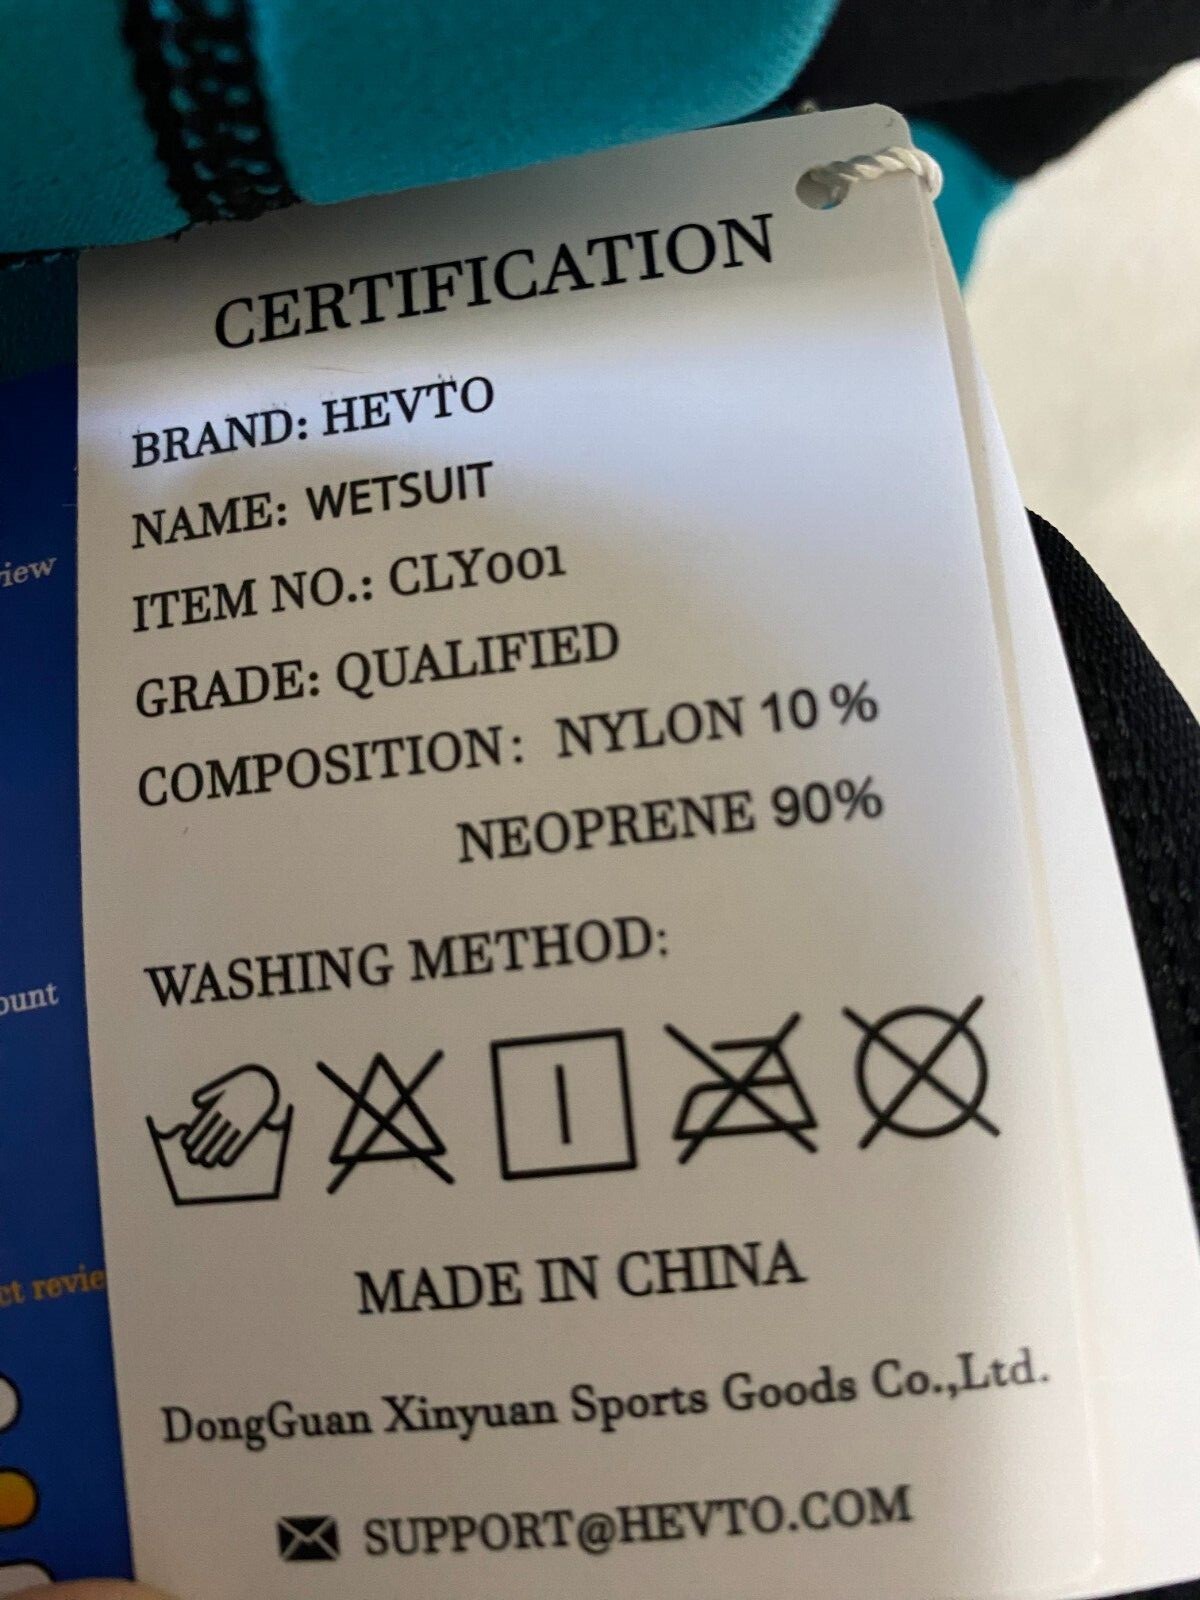 CERTIFICATION
BRAND: HEVTO
NAME: WETSUIT
ITEM NO.: CLY001
GRADE: QUALIFIED
COMPOSITION: NYLON 10%
NEOPRENE 90%
WASHING METHOD:
MADE IN CHINA
DongGuan Xinyuan Sports Goods Co.,Ltd.
SUPPORT@HEVTO.COM